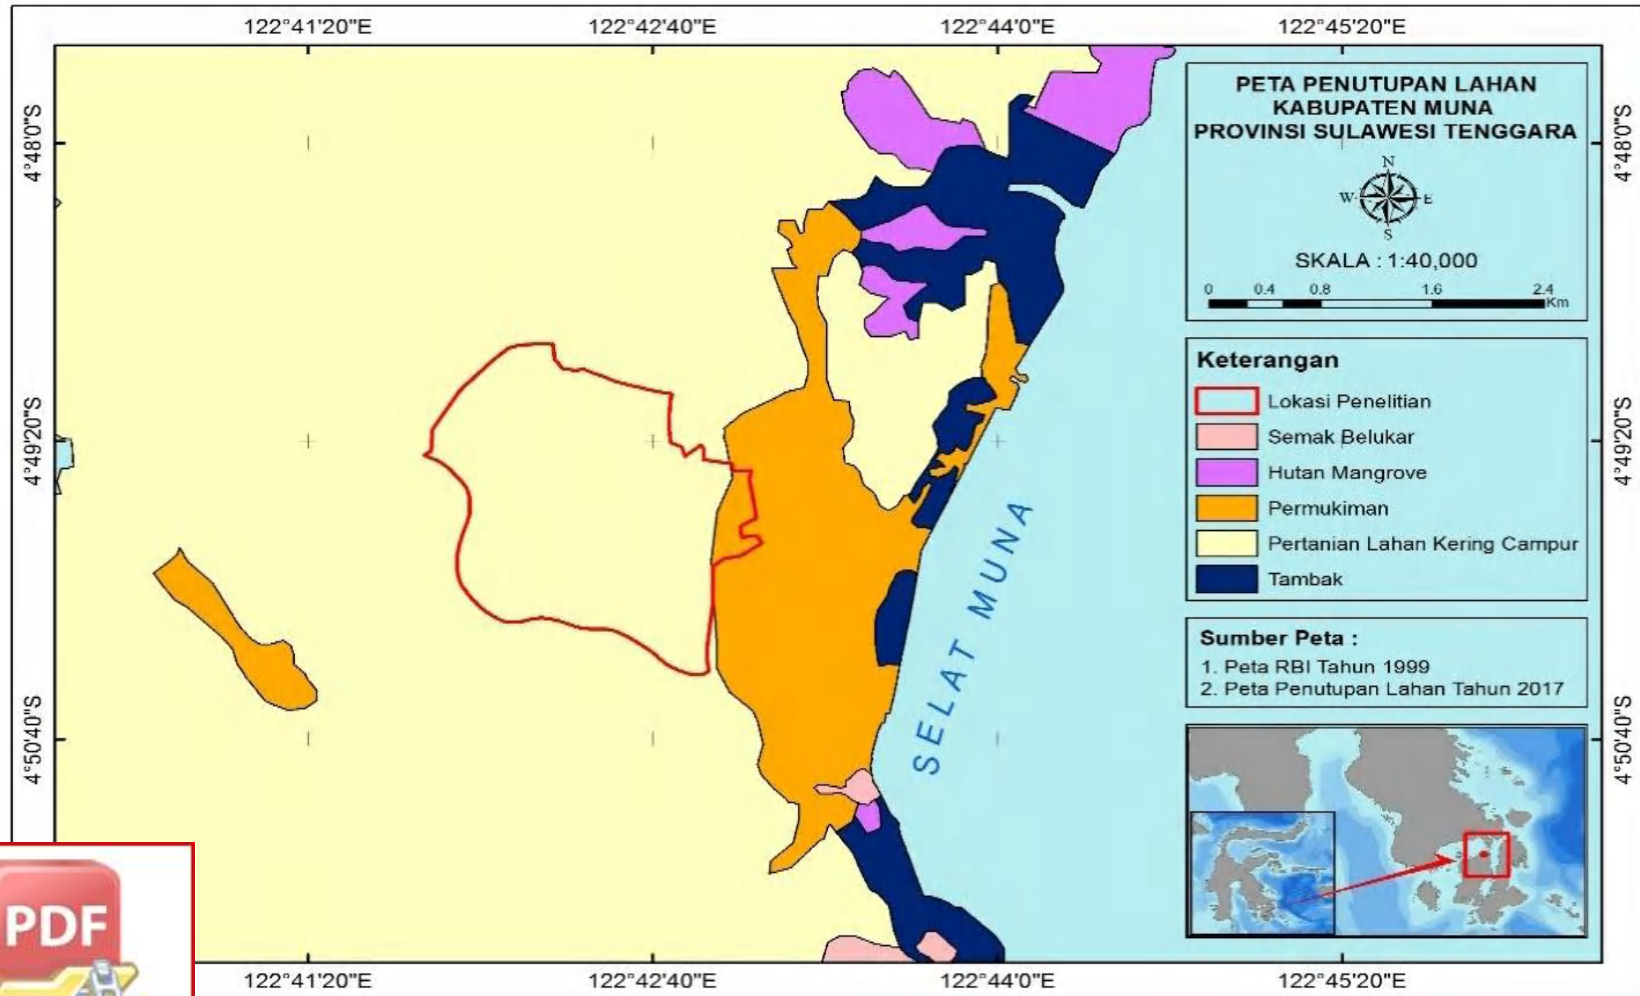 122°41'20"E
122°42'40"E
122°44'0"E
122°45'20"E
4°48'0"S
4°48'0"S
4°49'20"S
4°49'20"S
4°50'40"S
4°50'40"S
PETA PENUTUPAN LAHAN
KABUPATEN MUNA
PROVINSI SULAWESI TENGGARA
N
W
E
S
SKALA : 1:40,000
0 0.4 0.8 1.6 2.4
Km
Keterangan
Lokasi Penelitian
Semak Belukar
Hutan Mangrove
Permukiman
Pertanian Lahan Kering Campur
Tambak
SELAT MUNA
Sumber Peta :
1. Peta RBI Tahun 1999
2. Peta Penutupan Lahan Tahun 2017
PDF
122°41'20"E
122°42'40"E
122°44'0"E
122°45'20"E